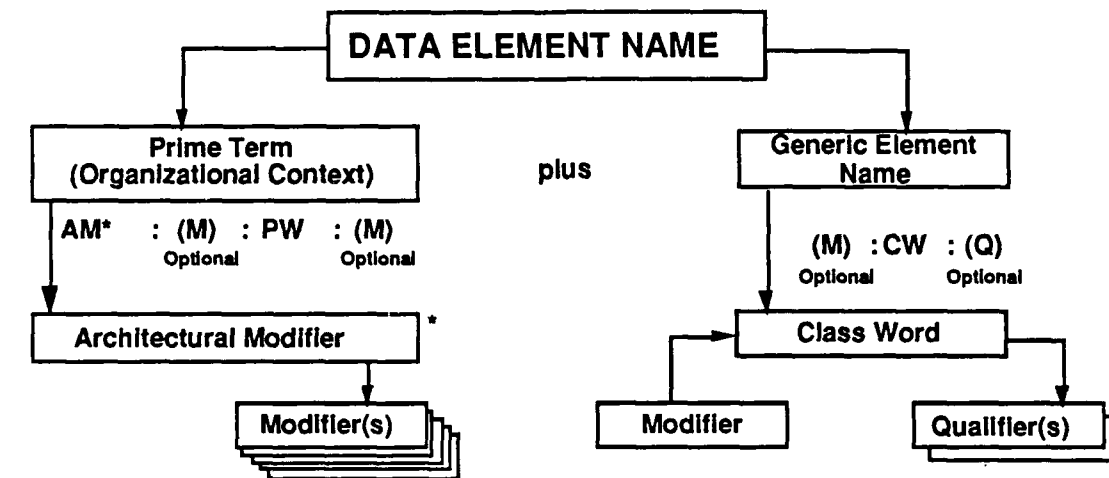 DATA ELEMENT NAME
Prime Term
(Organizational Context)
plus
Generic Element
Name
AM* : (M) : PW : (M)
Optional Optional
(M) : CW : (Q)
Optional Optional
Architectural Modifier *
Class Word
Modifier(s)
Modifier
Qualifier(s)